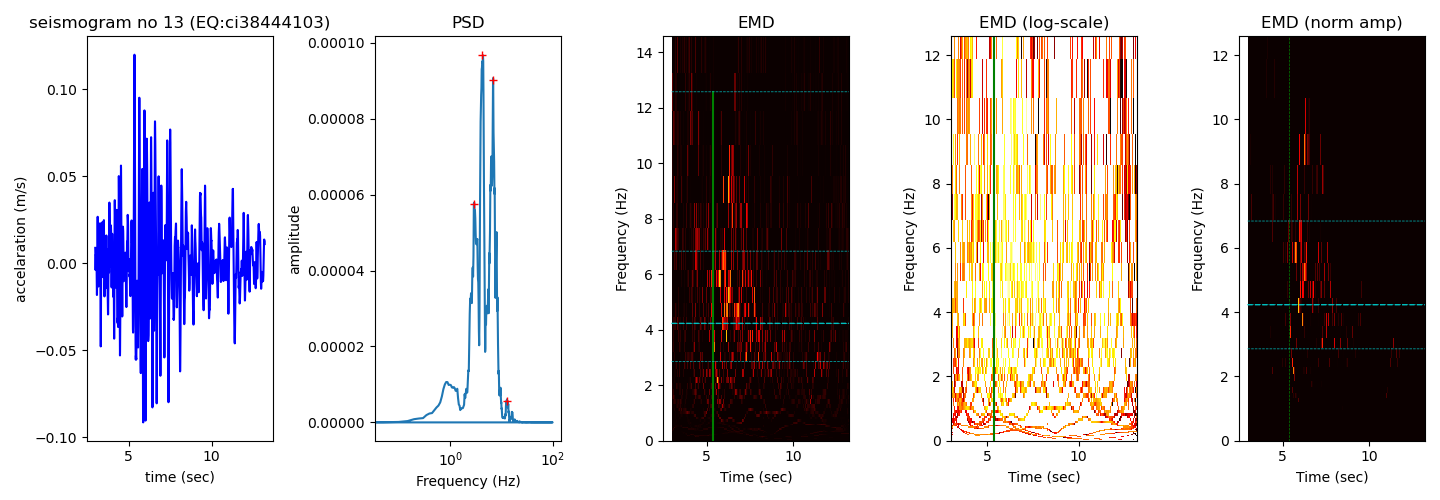 seismogram no 13 (EQ:ci38444103)
accelaration (m/s)
0.10
0.05
0.00
−0.05
−0.10
5
10
time (sec)
PSD
amplitude
0.00010
0.00008
0.00006
0.00004
0.00002
0.00000
10^0
10^2
Frequency (Hz)
EMD
Frequency (Hz)
14
12
10
8
6
4
2
0
5
10
Time (sec)
EMD (log-scale)
Frequency (Hz)
12
10
8
6
4
2
0
5
10
Time (sec)
EMD (norm amp)
Frequency (Hz)
12
10
8
6
4
2
0
5
10
Time (sec)